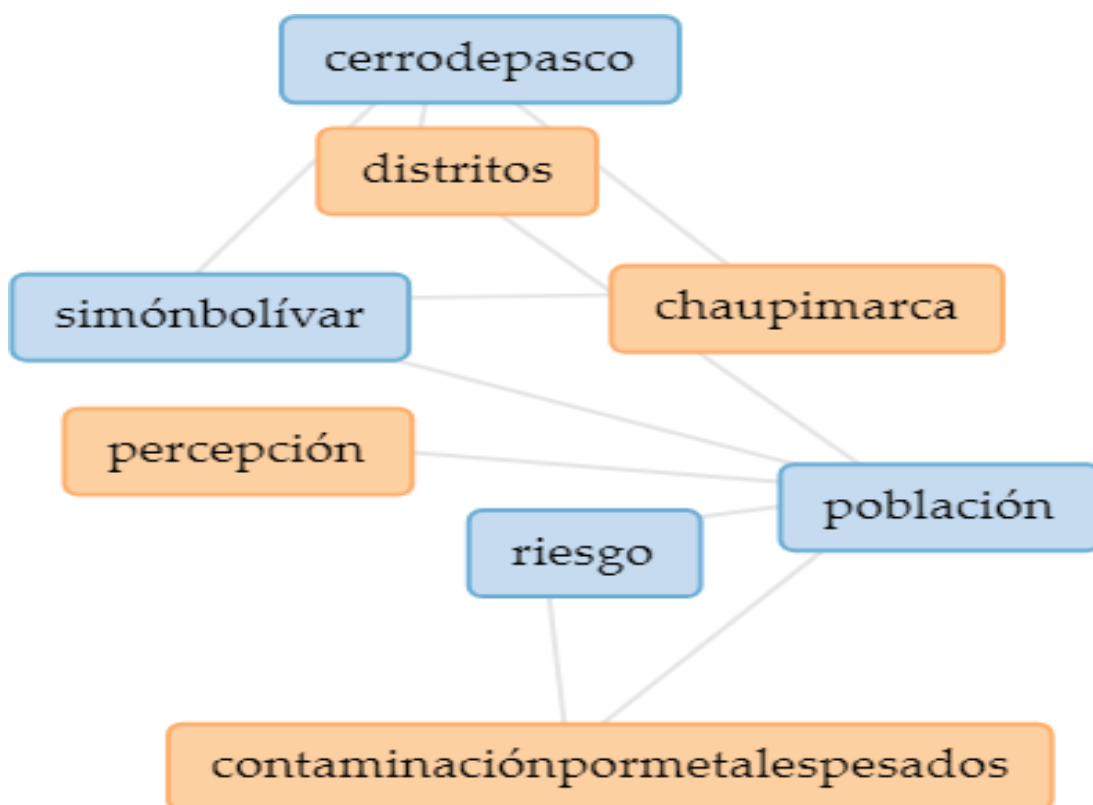 cerrodepasco
distritos
simónbolívar
chaupimarca
percepción
población
riesgo
contaminaciónpormetalespesados